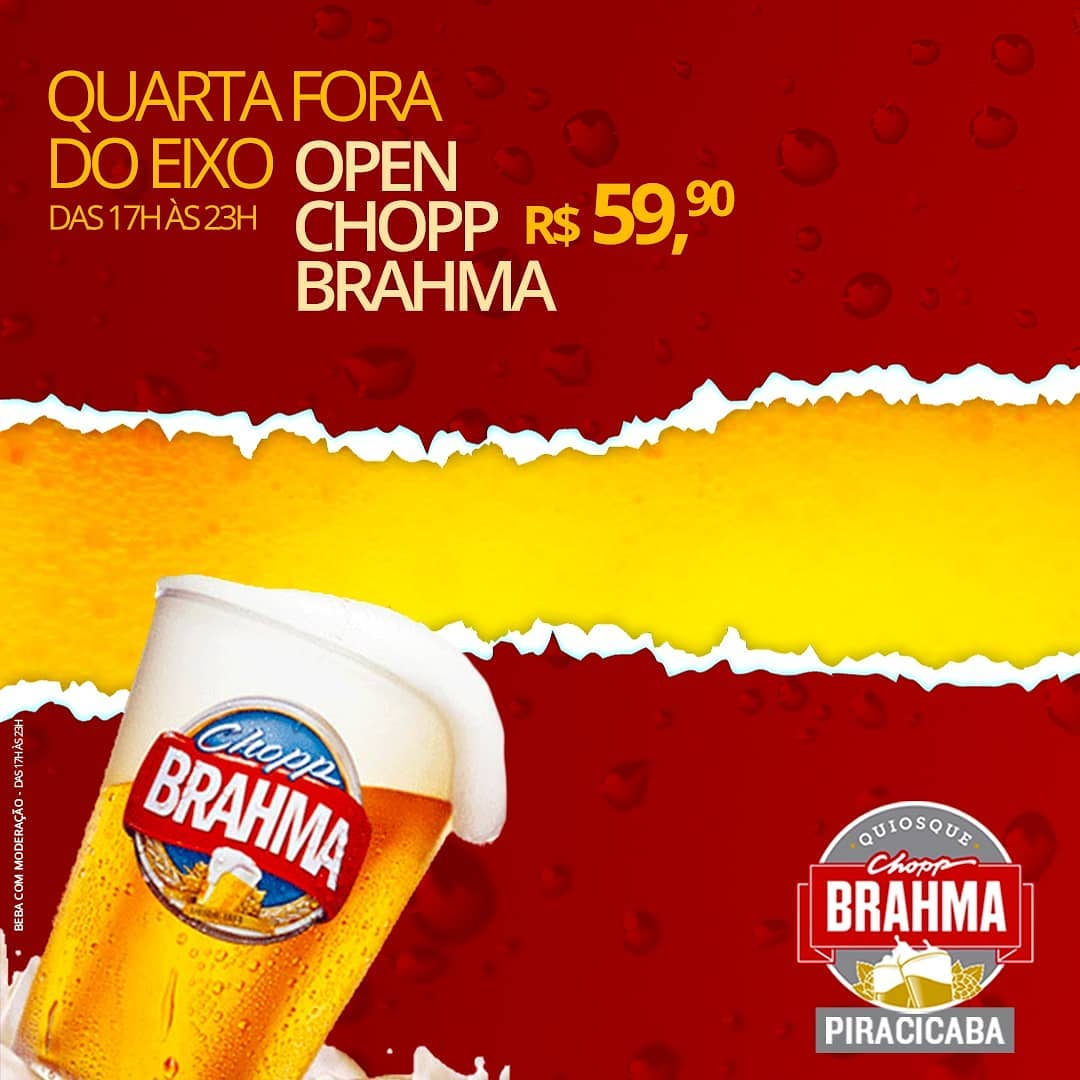 QUARTA FORA
DO EIXO
DAS 17H ÀS 23H
OPEN
CHOPP
BRAHMA
R$ 59,90
BEBA COM MODERAÇÃO - DAS 17H ÀS 23H
Chopp
BRAHMA
QUIOSQUE
Chopp
BRAHMA
PIRACICABA